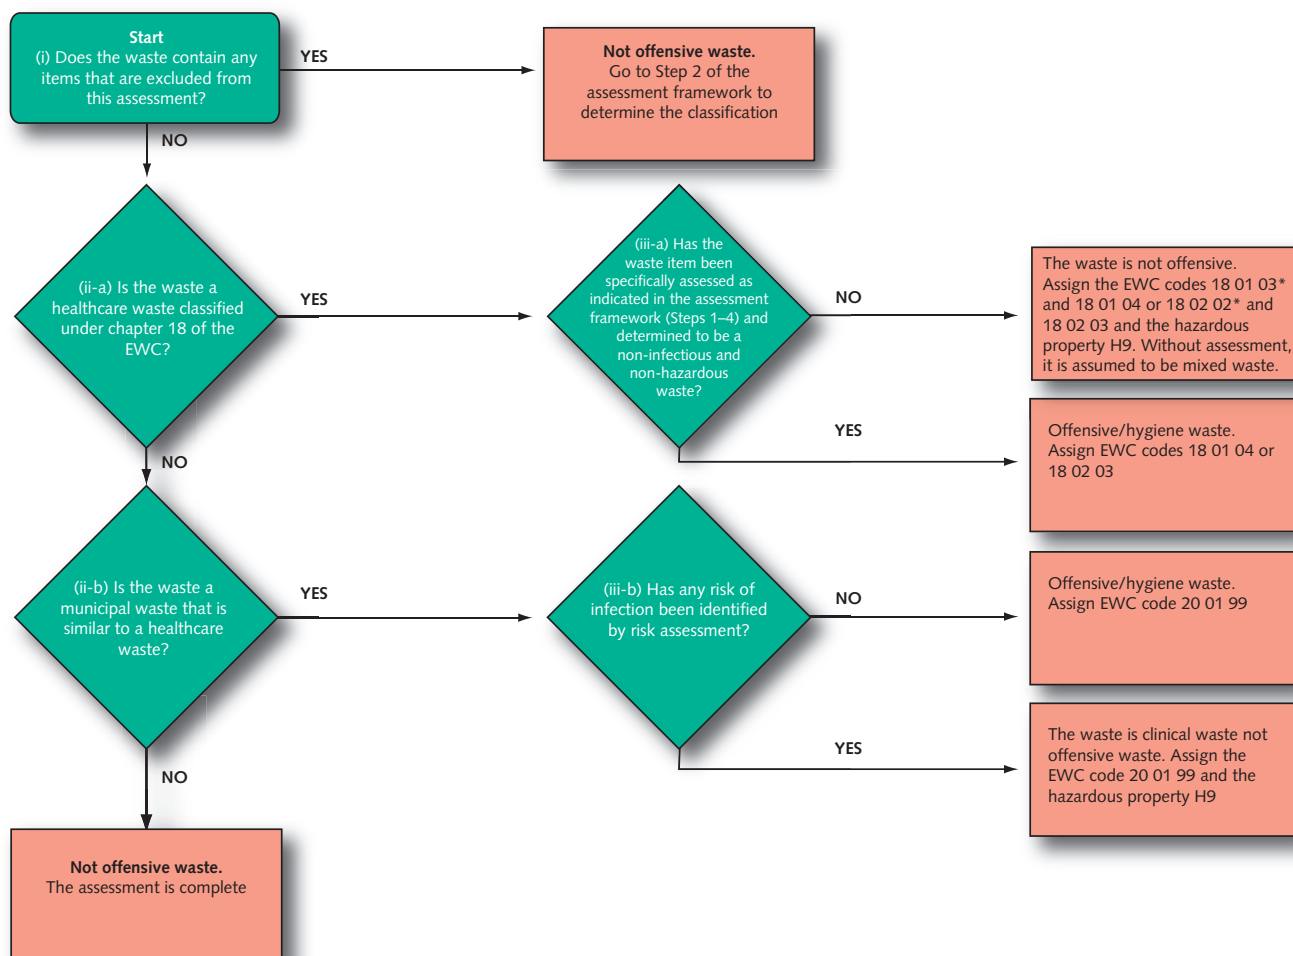 Start
(i) Does the waste contain any
items that are excluded from
this assessment?
YES
Not offensive waste.
Go to Step 2 of the
assessment framework to
determine the classification
NO
(ii-a) Is the waste a
healthcare waste classified
under chapter 18 of the
EWC?
YES
(iii-a) Has the
waste item been
specifically assessed as
indicated in the assessment
framework (Steps 1–4) and
determined to be a
non-infectious and
non-hazardous
waste?
NO
The waste is not offensive.
Assign the EWC codes 18 01 03*
and 18 01 04 or 18 02 02* and
18 02 03 and the hazardous
property H9. Without assessment,
it is assumed to be mixed waste.
YES
Offensive/hygiene waste.
Assign EWC codes 18 01 04 or
18 02 03
NO
(ii-b) Is the waste a
municipal waste that is
similar to a healthcare
waste?
YES
(iii-b) Has any risk of
infection been identified
by risk assessment?
NO
Offensive/hygiene waste.
Assign EWC code 20 01 99
YES
The waste is clinical waste not
offensive waste. Assign the
EWC code 20 01 99 and the
hazardous property H9
NO
Not offensive waste.
The assessment is complete